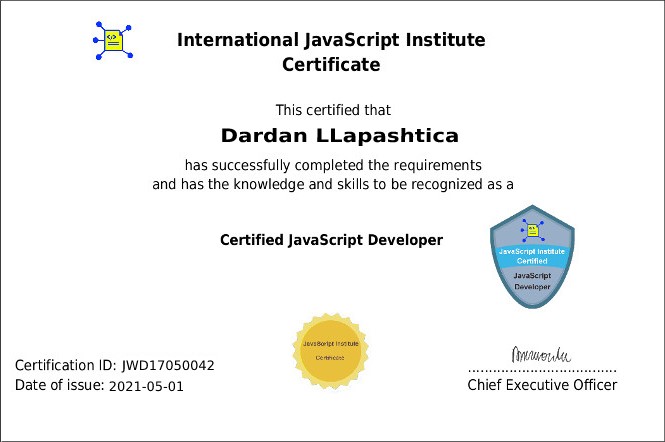 International JavaScript Institute
Certificate
This certified that
Dardan LLapashtica
has successfully completed the requirements
and has the knowledge and skills to be recognized as a
Certified JavaScript Developer
JavaScript Institute
Certified
JavaScript
Developer
JavaScript Institute
Certificate
Certification ID: JWD17050042
Date of issue: 2021-05-01
....................................
Chief Executive Officer